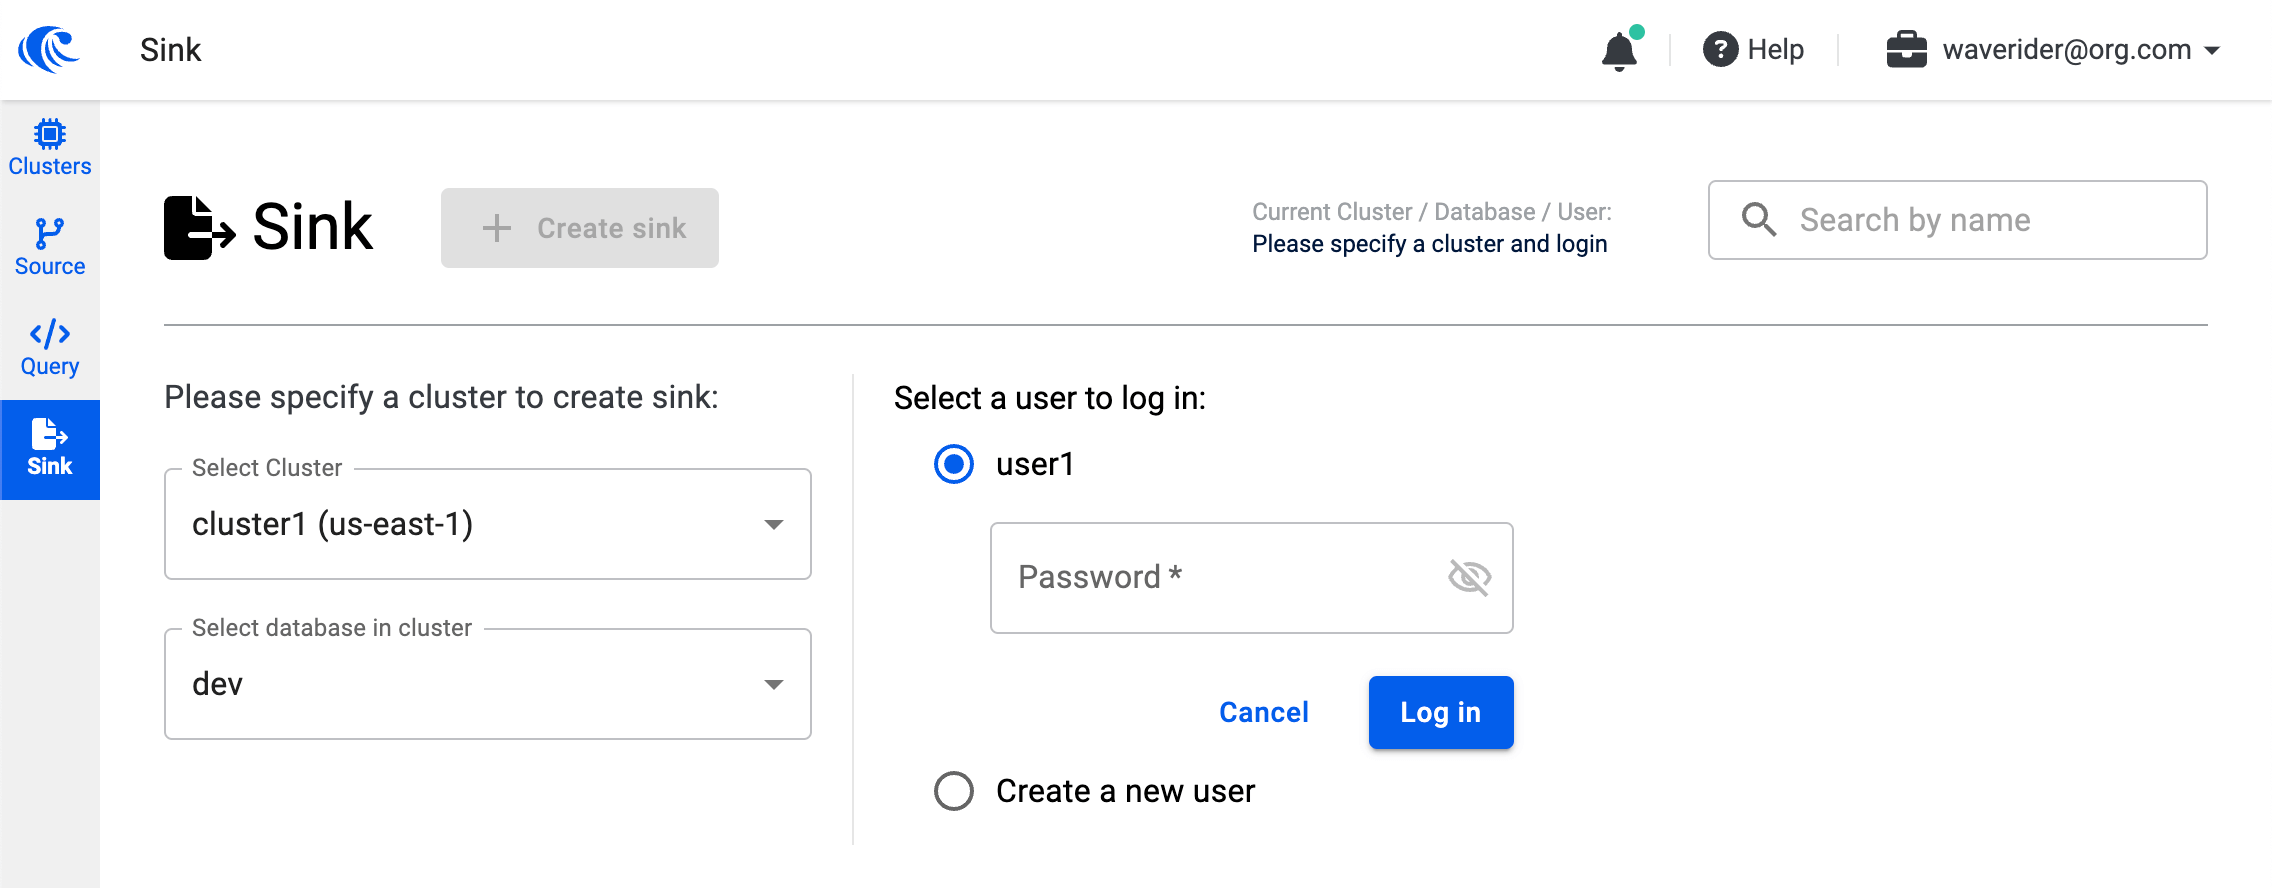 Sink
Help
waverider@org.com
Clusters
Source
Query
Sink
Sink
Create sink
Current Cluster / Database / User:
Please specify a cluster and login
Search by name
Please specify a cluster to create sink:
Select Cluster
cluster1 (us-east-1)
Select database in cluster
dev
Select a user to log in:
user1
Password *
Cancel
Log in
Create a new user